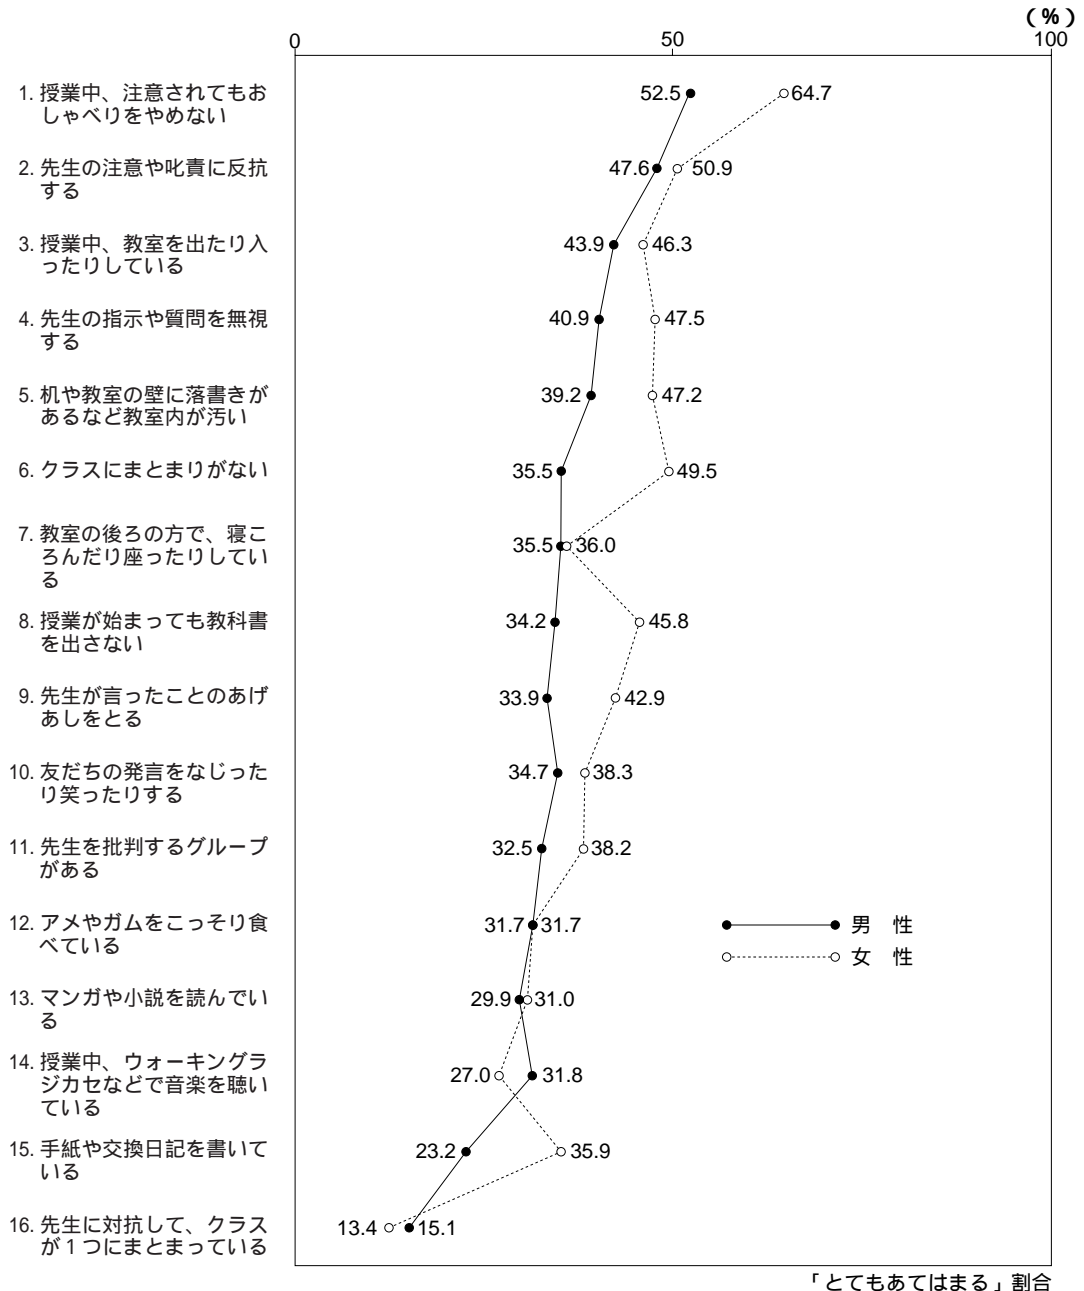 （%）
0 50 100
1. 授業中、注意されてもお
しゃべりをやめない
52.5 64.7
2. 先生の注意や叱責に反抗
する
47.6 50.9
3. 授業中、教室を出たり入
ったりしている
43.9 46.3
4. 先生の指示や質問を無視
する
40.9 47.5
5. 机や教室の壁に落書きが
あるなど教室内が汚い
39.2 47.2
6. クラスにまとまりがない
35.5 49.5
7. 教室の後ろの方で、寝こ
ろんだり座ったりしてい
る
35.5 36.0
8. 授業が始まっても教科書
を出さない
34.2 45.8
9. 先生が言ったことのあげ
あしをとる
33.9 42.9
10. 友だちの発言をなじった
り笑ったりする
34.7 38.3
11. 先生を批判するグループ
がある
32.5 38.2
12. アメやガムをこっそり食
べている
31.7 31.7
男　性
女　性
13. マンガや小説を読んでい
る
29.9 31.0
14. 授業中、ウォーキングラ
ジカセなどで音楽を聴い
ている
27.0 31.8
15. 手紙や交換日記を書いて
いる
23.2 35.9
16. 先生に対抗して、クラス
が１つにまとまっている
13.4 15.1
「とてもあてはまる」割合